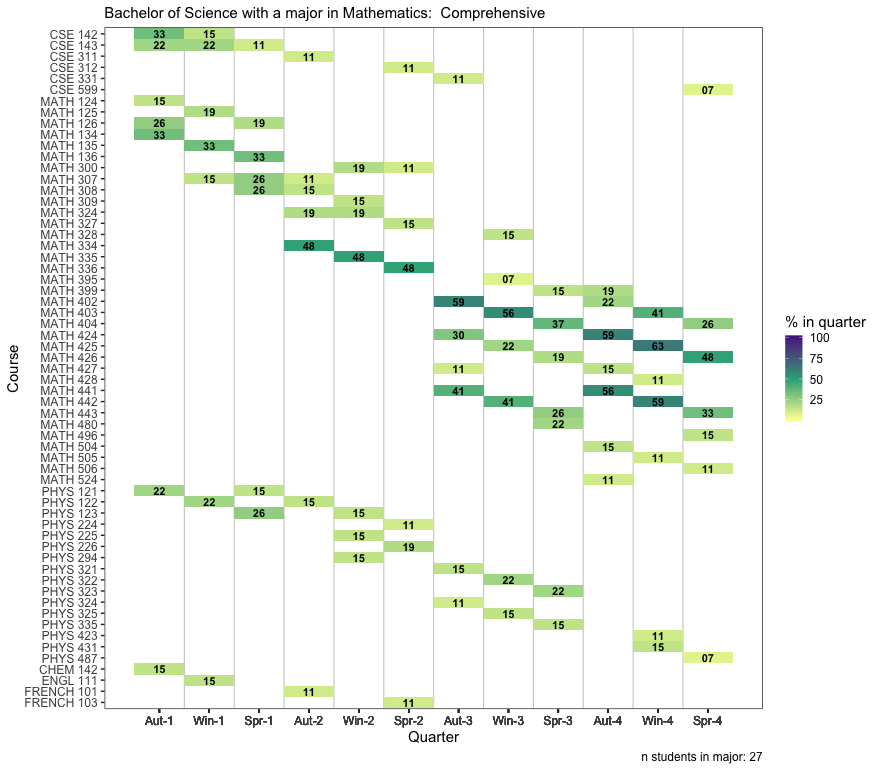 Bachelor of Science with a major in Mathematics:  Comprehensive
CSE 142 33 15
CSE 143 22 22 11
CSE 311 11
CSE 312 11
CSE 331 11
CSE 599 07
MATH 124 15
MATH 125 19
MATH 126 26 19
MATH 134 33
MATH 135 33
MATH 136 33
MATH 300 19 11
MATH 307 15 26 11
MATH 308 26 15
MATH 309 15
MATH 324 19 19
MATH 327 15
MATH 328 15
MATH 334 48
MATH 335 48
MATH 336 48
MATH 395 07
MATH 399 15 19
MATH 402 59 22
MATH 403 56 41
MATH 404 37 26
MATH 424 30 59
MATH 425 22 63
MATH 426 19 48
MATH 427 11 15
MATH 428 11
MATH 441 41 56
MATH 442 41 59
MATH 443 26 33
MATH 480 22
MATH 496 15
MATH 504 15
MATH 505 11
MATH 506 11
MATH 524 11
PHYS 121 22 15
PHYS 122 22 15
PHYS 123 26 15
PHYS 224 11
PHYS 225 15
PHYS 226 19
PHYS 294 15
PHYS 321 15
PHYS 322 22
PHYS 323 22
PHYS 324 11
PHYS 325 15
PHYS 335 15
PHYS 423 11
PHYS 431 15
PHYS 487 07
CHEM 142 15
ENGL 111 15
FRENCH 101 11
FRENCH 103 11
Aut-1 Win-1 Spr-1 Aut-2 Win-2 Spr-2 Aut-3 Win-3 Spr-3 Aut-4 Win-4 Spr-4
Quarter
Course
% in quarter
100
75
50
25
n students in major: 27